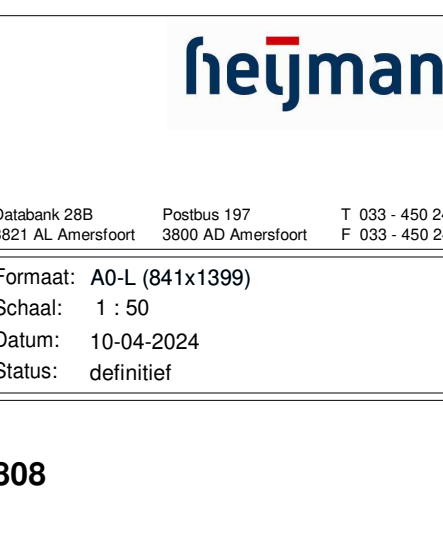 heijman
Databank 28B Postbus 197 T 033 - 450 2
3821 AL Amersfoort 3800 AD Amersfoort F 033 - 450 2
Formaat: A0-L (841x1399)
Schaal: 1 : 50
Datum: 10-04-2024
Status: definitief
308